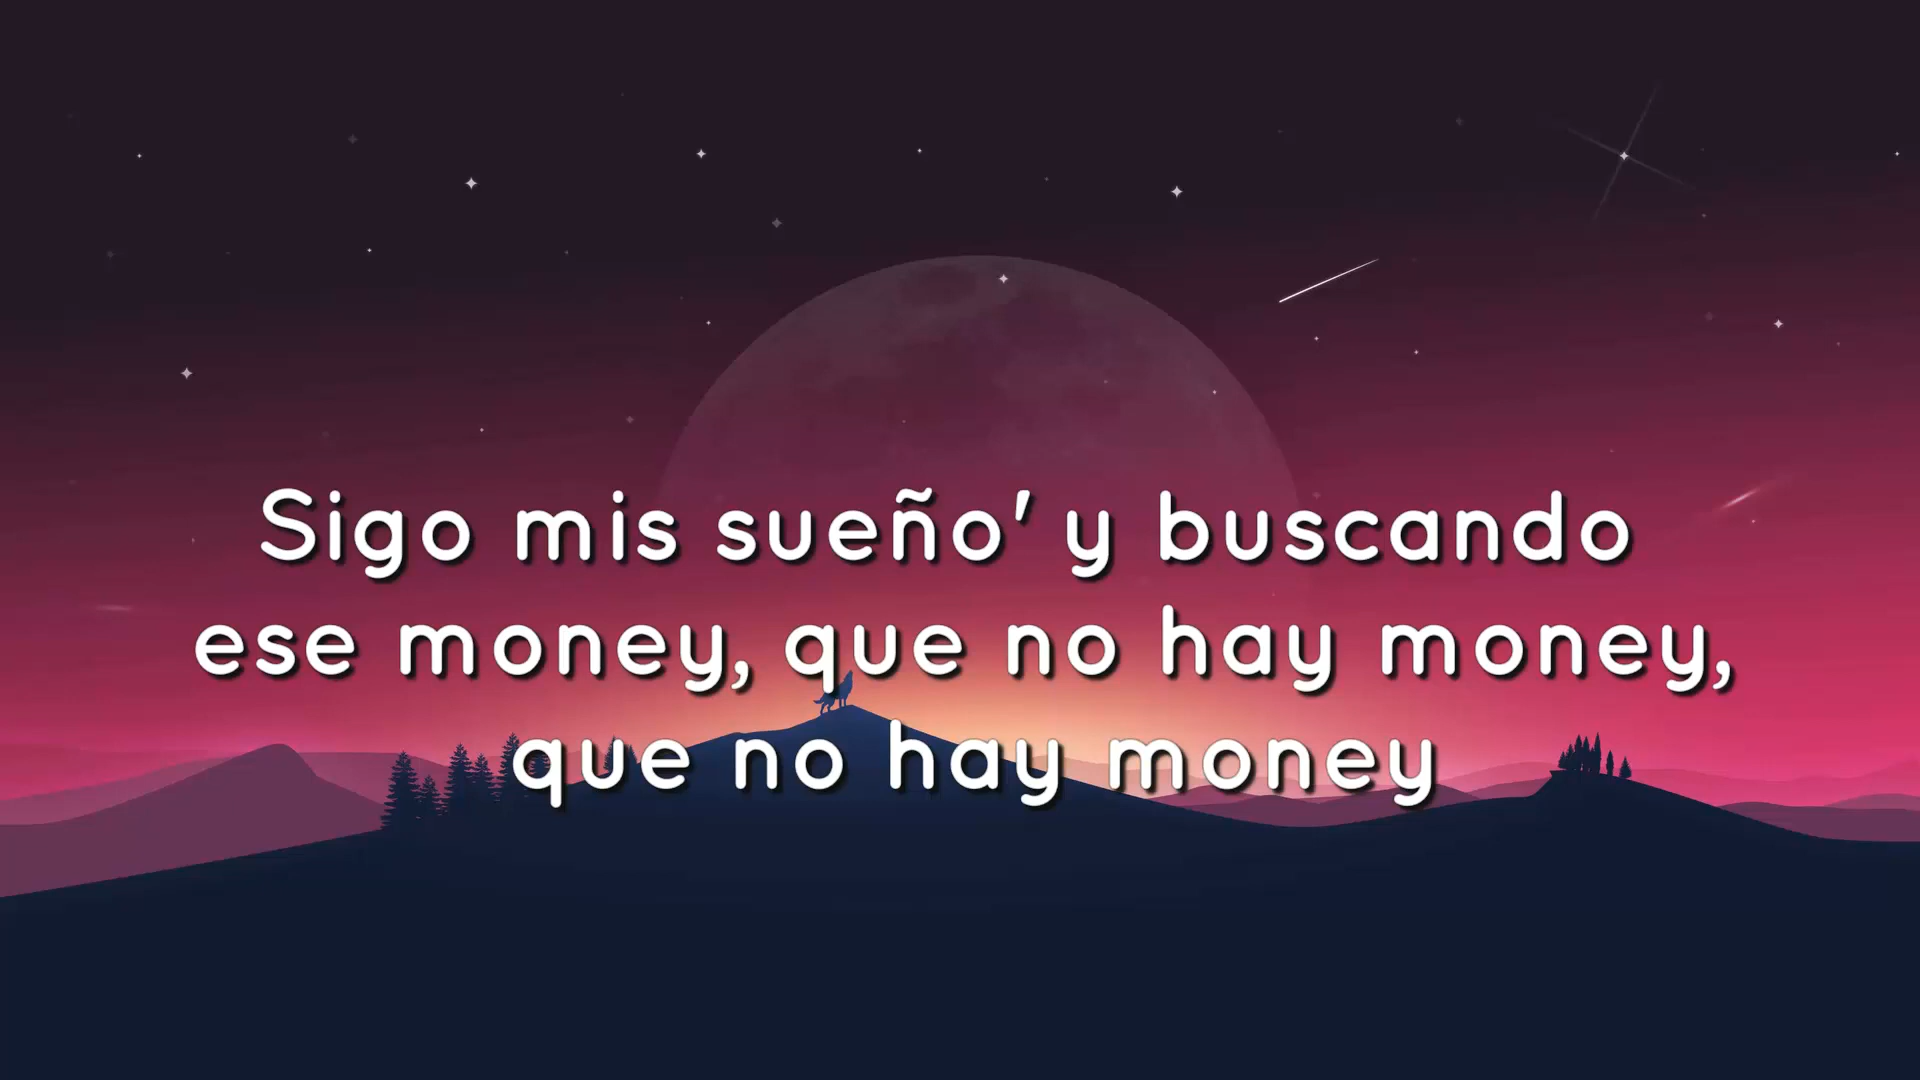 Sigo mis sueño' y buscando
ese money, que no hay money,
que no hay money